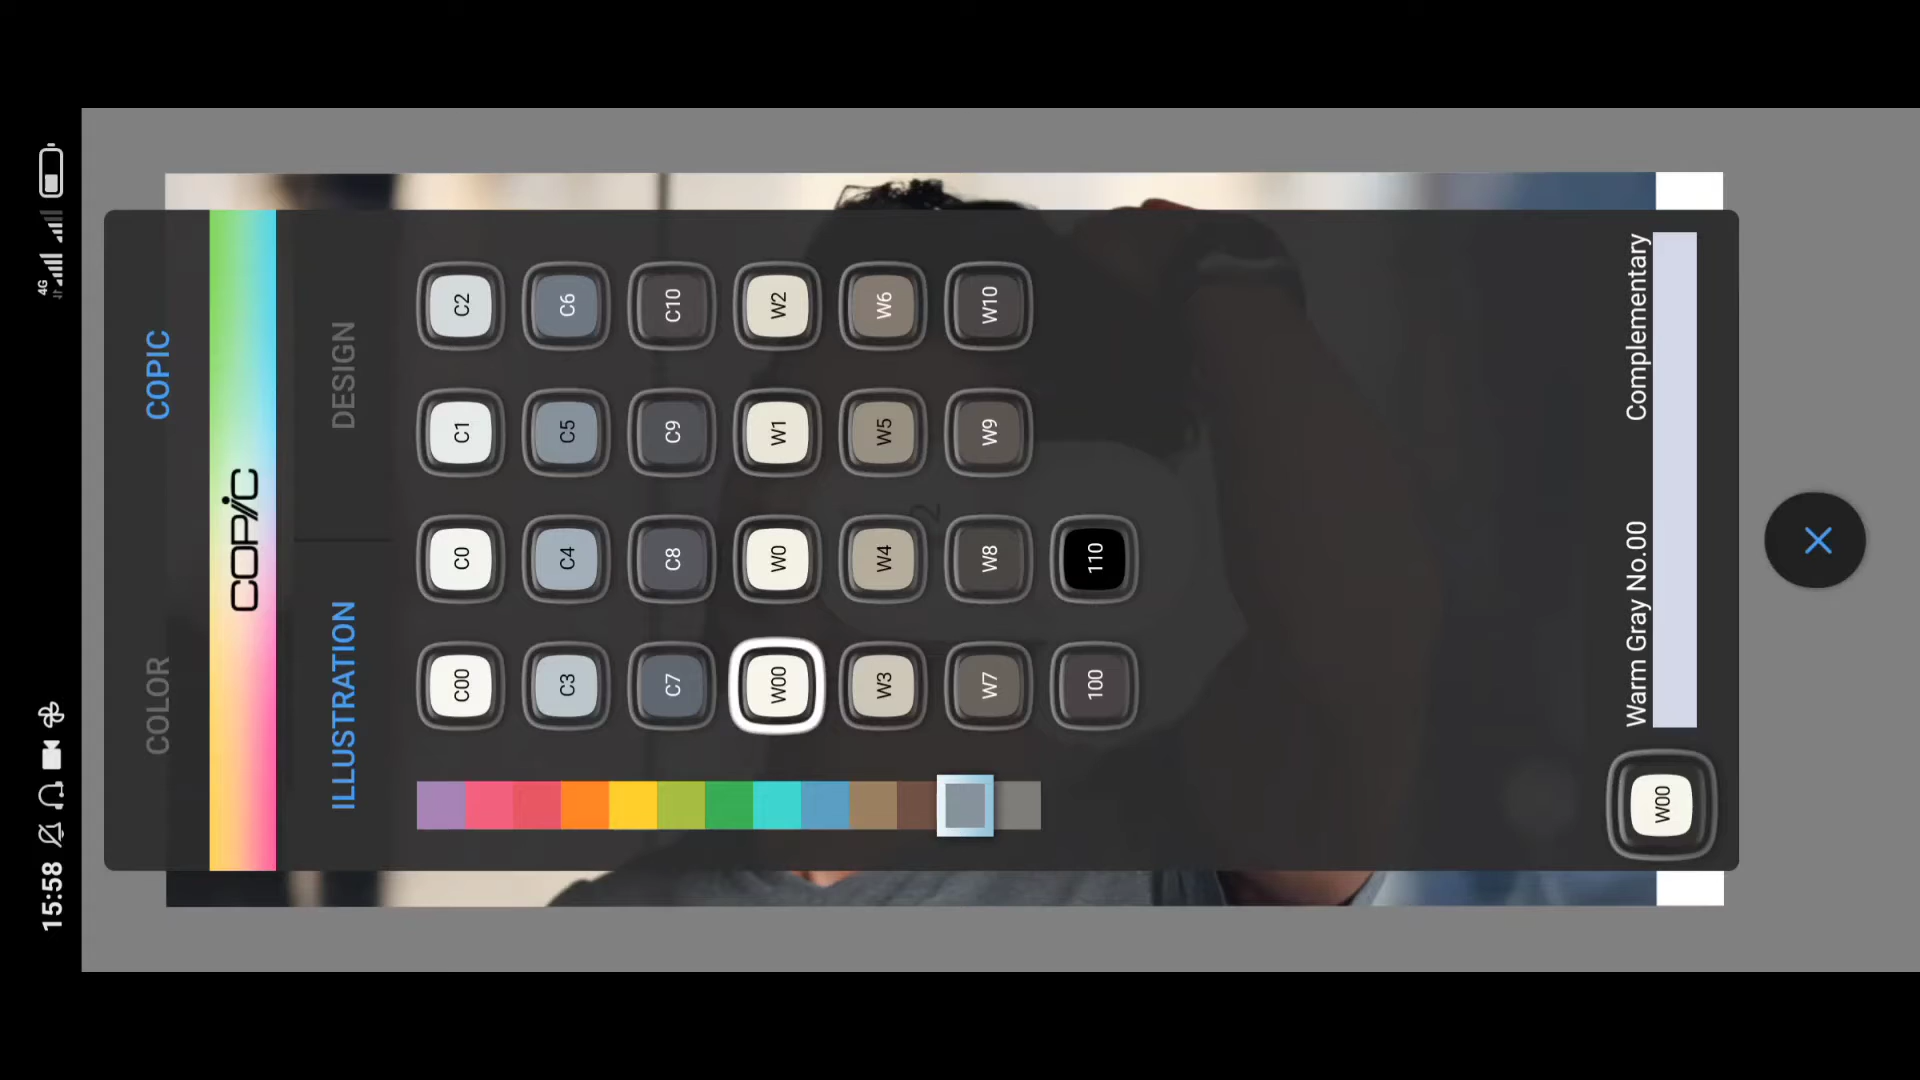 15:58 4G
COLOR COPIC
COPIC
ILLUSTRATION DESIGN
C00 C0 C1 C2
C3 C4 C5 C6
C7 C8 C9 C10
W00 W0 W1 W2
W3 W4 W5 W6
W7 W8 W9 W10
100 110
W00 Warm Gray No.00 Complementary